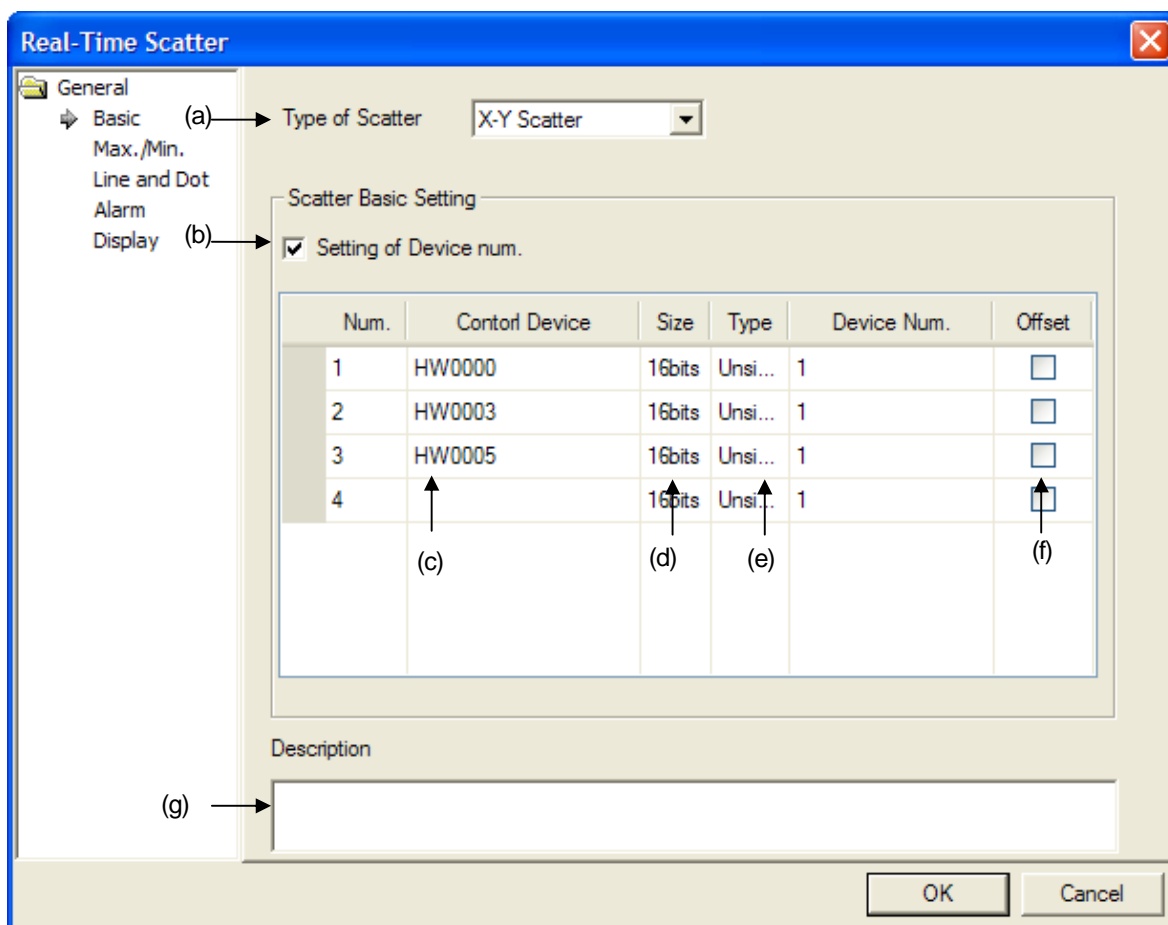 Real-Time Scatter
General
Basic
Max./Min.
Line and Dot
Alarm
Display
(a)
Type of Scatter
X-Y Scatter
Scatter Basic Setting
(b)
Setting of Device num.
Num. Contorl Device Size Type Device Num. Offset
1 HW0000 16bits Unsi... 1
2 HW0003 16bits Unsi... 1
3 HW0005 16bits Unsi... 1
4 16bits Unsi... 1
(c) (d) (e) (f)
Description
(g)
OK Cancel